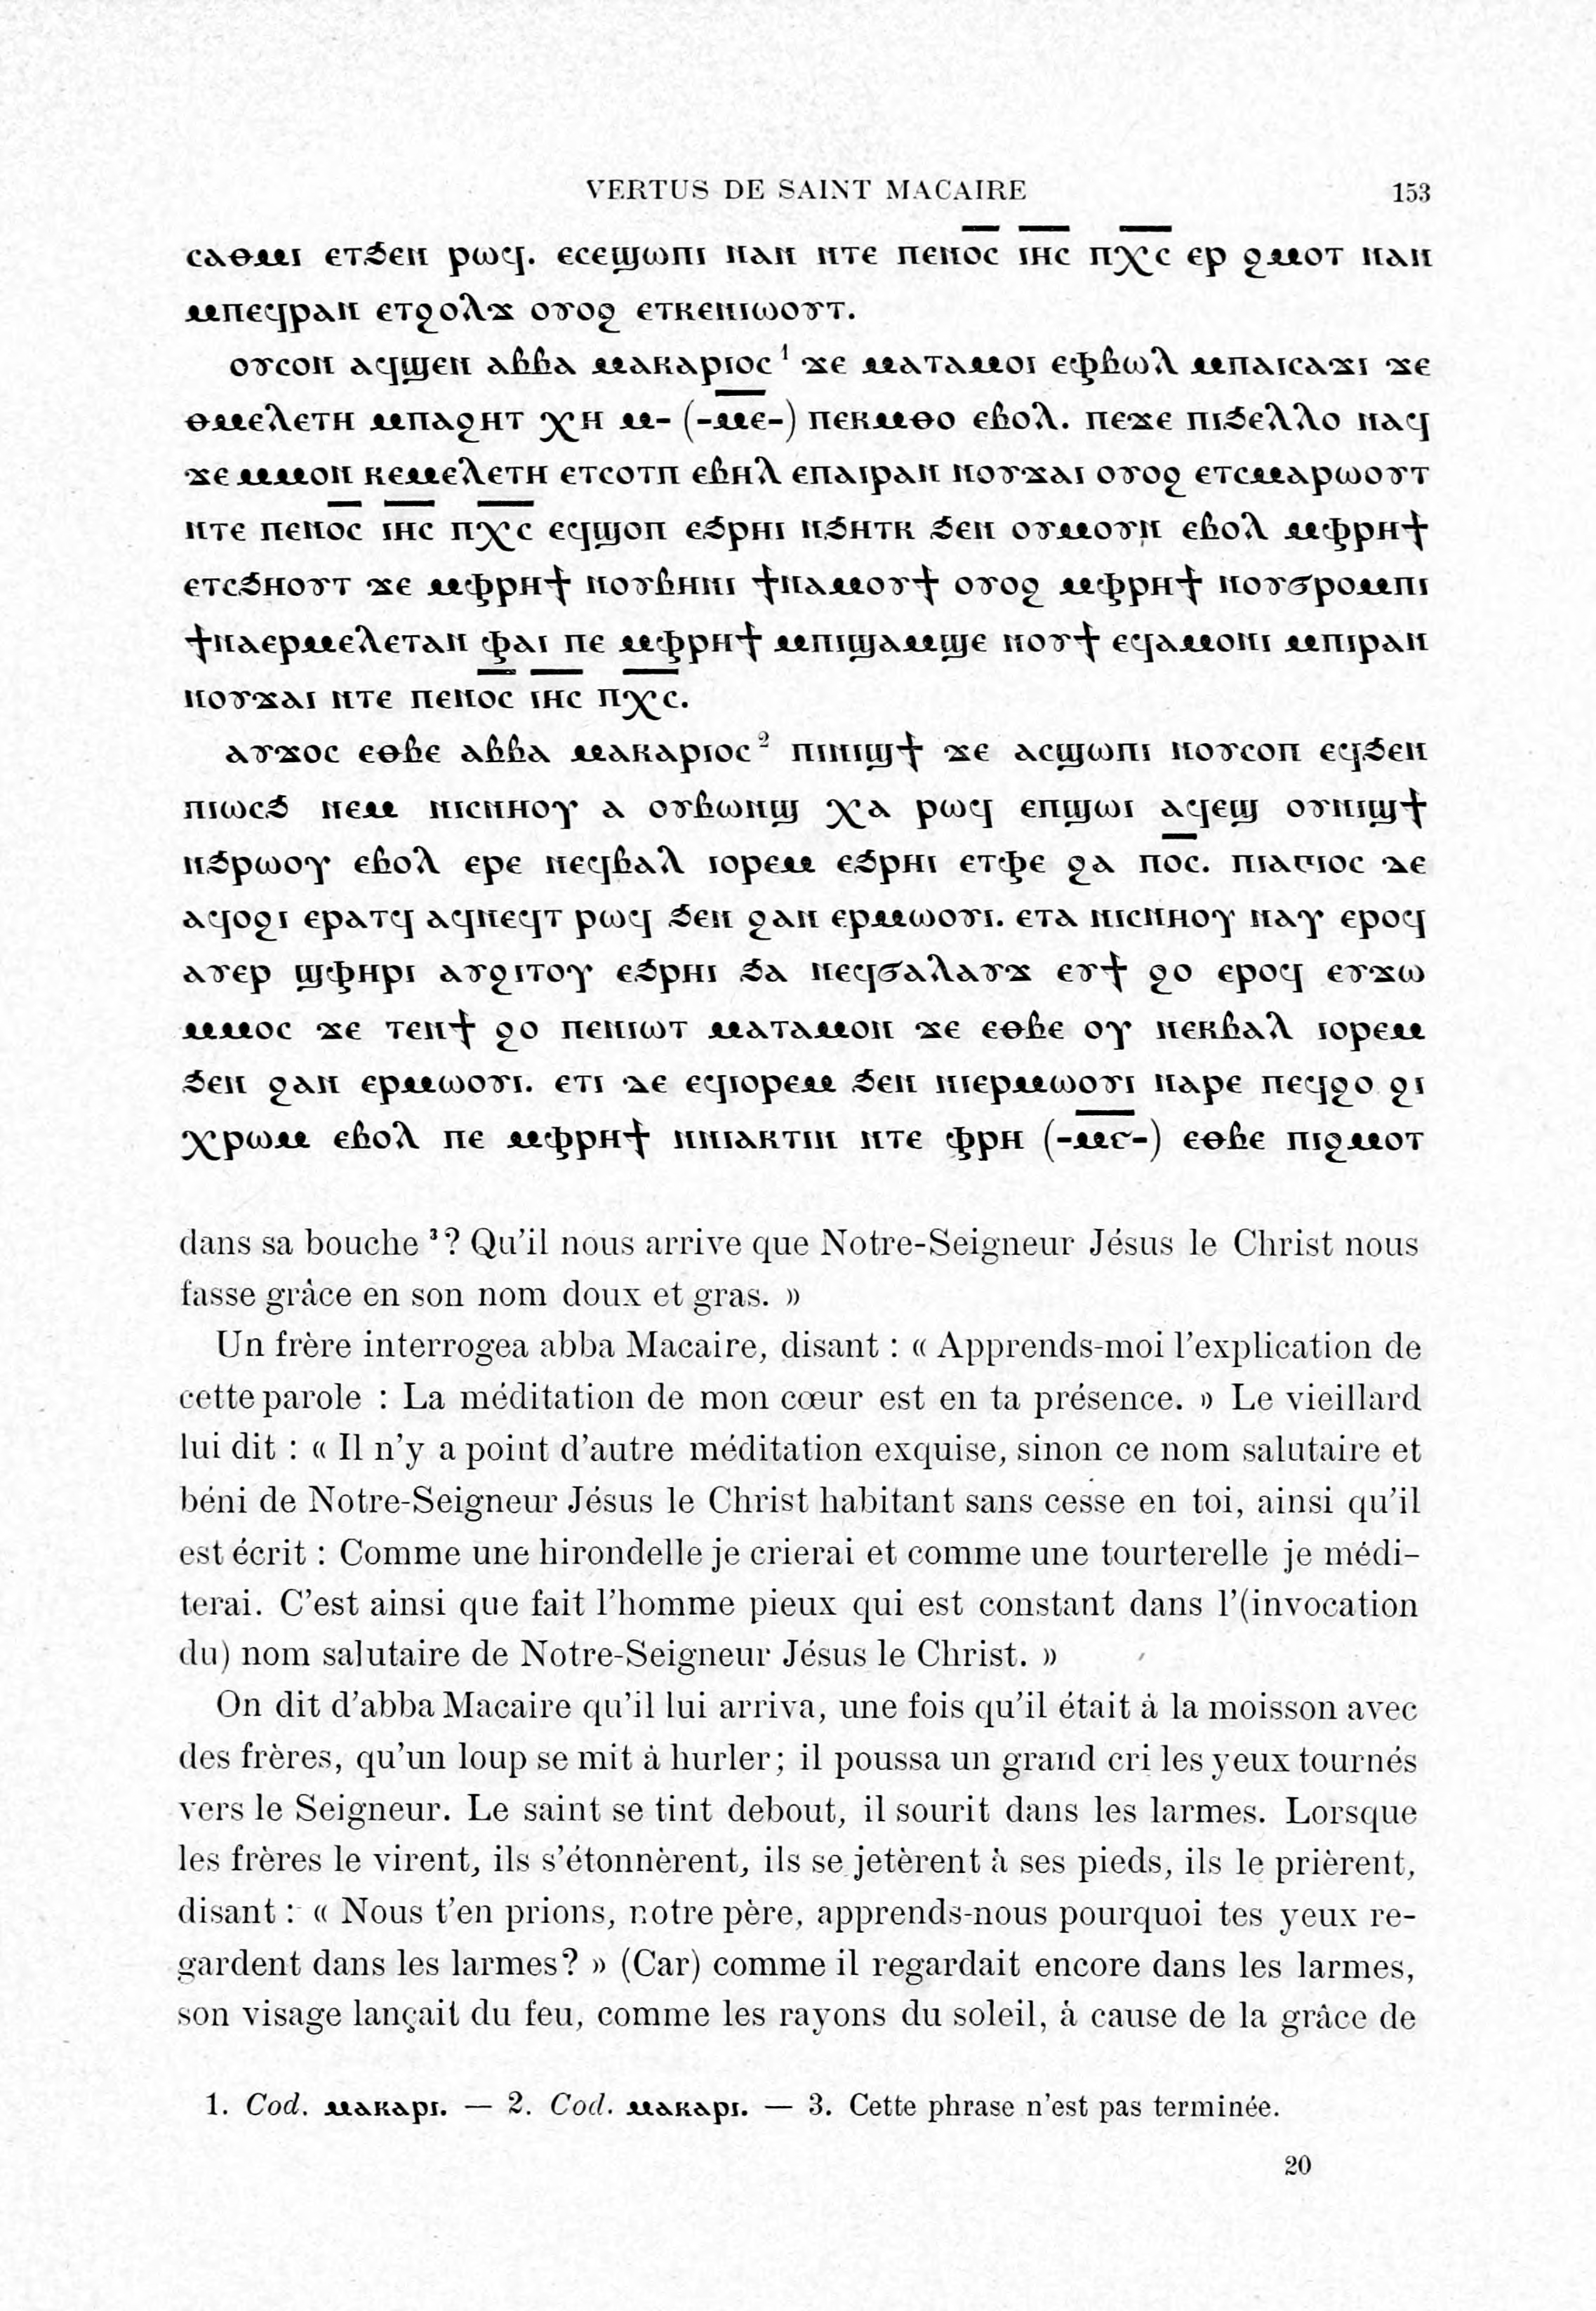 VERTUS DE SAINT MACAIRE 153
ⲥⲁⲑⲙⲓ ⲉⲧϧⲉⲛ ⲣⲱϥ. ⲉⲥⲉϣⲱⲡⲓ ⲛⲁⲛ ⲛⲧⲉ ⲡⲉⲛⲟ̅ⲥ̅ ⲓ̅ⲏ̅ⲥ̅ ⲡ̅ⲭ̅ⲥ̅ ⲉⲣ ϩⲙⲟⲧ ⲛⲁⲛ
ⲙⲡⲉϥⲣⲁⲛ ⲉⲧϩⲟⲗϫ ⲟⲩⲟϩ ⲉⲧⲕⲉⲛⲓⲱⲟⲩⲧ.
ⲟⲩⲥⲟⲛ ⲁϥϣⲉⲛ ⲁⲃⲃⲁ ⲙⲁⲕⲁⲣⲓⲟⲥ¹ ϫⲉ ⲙⲁⲧⲁⲙⲟⲓ ⲉⲫⲃⲱⲗ ⲙⲡⲁⲓⲥⲁϫⲓ ϫⲉ
ⲑⲙⲉⲗⲉⲧⲏ ⲙⲡⲁϩⲏⲧ ⲭⲏ ⲙ- (-ⲙ̅ⲉ̅-) ⲡⲉⲕⲙⲑⲟ ⲉⲃⲟⲗ. ⲡⲉϫⲉ ⲡⲓϧⲉⲗⲗⲟ ⲛⲁϥ
ϫⲉ ⲙⲙⲟⲛ ⲕⲉⲙⲉⲗⲉⲧⲏ ⲉⲧⲥⲟⲧⲡ ⲉⲃⲏⲗ ⲉⲡⲁⲓⲣⲁⲛ ⲛⲟⲩϫⲁⲓ ⲟⲩⲟϩ ⲉⲧⲥⲙⲁⲣⲱⲟⲩⲧ
ⲛⲧⲉ ⲡⲉⲛⲟ̅ⲥ̅ ⲓ̅ⲏ̅ⲥ̅ ⲡ̅ⲭ̅ⲥ̅ ⲉϥϣⲟⲡ ⲉϧⲣⲏⲓ ⲛϧⲏⲧⲕ ϧⲉⲛ ⲟⲩⲙⲟⲩⲛ ⲉⲃⲟⲗ ⲙⲫⲣⲏϯ
ⲉⲧⲥϧⲏⲟⲩⲧ ϫⲉ ⲙⲫⲣⲏϯ ⲛⲟⲩⲃⲏⲛⲓ ϯⲛⲁⲙⲟⲩϯ ⲟⲩⲟϩ ⲙⲫⲣⲏϯ ⲛⲟⲩϭⲣⲟⲙⲡⲓ
ϯⲛⲁⲉⲣⲙⲉⲗⲉⲧⲁⲛ ⲫⲁⲓ ⲡⲉ ⲙⲫⲣⲏϯ ⲙⲡⲓϣⲁⲙϣⲉ ⲛⲟⲩϯ ⲉϥⲁⲙⲟⲛⲓ ⲙⲡⲓⲣⲁⲛ
ⲛⲟⲩϫⲁⲓ ⲛⲧⲉ ⲡⲉⲛⲟ̅ⲥ̅ ⲓ̅ⲏ̅ⲥ̅ ⲡ̅ⲭ̅ⲥ̅.
ⲁⲩϫⲟⲥ ⲉⲑⲃⲉ ⲁⲃⲃⲁ ⲙⲁⲕⲁⲣⲓⲟⲥ² ⲡⲓⲛⲓϣϯ ϫⲉ ⲁⲥϣⲱⲡⲓ ⲛⲟⲩⲥⲟⲡ ⲉϥϧⲉⲛ
ⲡⲓⲱⲥϧ ⲛⲉⲙ ⲛⲓⲥⲛⲏⲟⲩ ⲁ ⲟⲩⲃⲱⲛϣ ⲭⲁ ⲣⲱϥ ⲉⲡϣⲱⲓ ⲁϥⲉϣ ⲟⲩⲛⲓϣϯ
ⲛϧⲣⲱⲟⲩ ⲉⲃⲟⲗ ⲉⲣⲉ ⲛⲉϥⲃⲁⲗ ⲓⲟⲣⲉⲙ ⲉϧⲣⲏⲓ ⲉⲧⲫⲉ ϩⲁ ⲡⲟ̅ⲥ̅. ⲡⲓⲁⲅⲓⲟⲥ ⲇⲉ
ⲁϥⲟϩⲓ ⲉⲣⲁⲧϥ ⲁϥⲛⲉϥⲧ ⲣⲱϥ ϧⲉⲛ ϩⲁⲛ ⲉⲣⲙⲱⲟⲩⲓ. ⲉⲧⲁ ⲛⲓⲥⲛⲏⲟⲩ ⲛⲁⲩ ⲉⲣⲟϥ
ⲁⲩⲉⲣ ϣⲫⲏⲣⲓ ⲁⲩϩⲓⲧⲟⲩ ⲉϧⲣⲏⲓ ϧⲁ ⲛⲉϥϭⲁⲗⲁⲩϫ ⲉⲩϯ ϩⲟ ⲉⲣⲟϥ ⲉⲩϫⲱ
ⲙⲙⲟⲥ ϫⲉ ⲧⲉⲛϯ ϩⲟ ⲡⲉⲛⲓⲱⲧ ⲙⲁⲧⲁⲙⲟⲛ ϫⲉ ⲉⲑⲃⲉ ⲟⲩ ⲛⲉⲕⲃⲁⲗ ⲓⲟⲣⲉⲙ
ϧⲉⲛ ϩⲁⲛ ⲉⲣⲙⲱⲟⲩⲓ. ⲉⲧⲓ ⲇⲉ ⲉϥⲓⲟⲣⲉⲙ ϧⲉⲛ ⲛⲓⲉⲣⲙⲱⲟⲩⲓ ⲛⲁⲣⲉ ⲡⲉϥϩⲟ ϩⲓ
ⲭⲣⲱⲙ ⲉⲃⲟⲗ ⲡⲉ ⲙⲫⲣⲏϯ ⲛⲛⲓⲁⲕⲧⲓⲛ ⲛⲧⲉ ⲫⲣⲏ (-ⲙ̅ⲋ̅-) ⲉⲑⲃⲉ ⲡⲓϩⲙⲟⲧ
dans sa bouche ³? Qu'il nous arrive que Notre-Seigneur Jésus le Christ nous
fasse grâce en son nom doux et gras. »
Un frère interrogea abba Macaire, disant : « Apprends-moi l'explication de
cette parole : La méditation de mon cœur est en ta présence. » Le vieillard
lui dit : « Il n'y a point d'autre méditation exquise, sinon ce nom salutaire et
béni de Notre-Seigneur Jésus le Christ habitant sans cesse en toi, ainsi qu'il
est écrit : Comme une hirondelle je crierai et comme une tourterelle je médi-
terai. C'est ainsi que fait l'homme pieux qui est constant dans l'(invocation
du) nom salutaire de Notre-Seigneur Jésus le Christ. »
On dit d'abba Macaire qu'il lui arriva, une fois qu'il était à la moisson avec
des frères, qu'un loup se mit à hurler; il poussa un grand cri les yeux tournés
vers le Seigneur. Le saint se tint debout, il sourit dans les larmes. Lorsque
les frères le virent, ils s'étonnèrent, ils se jetèrent à ses pieds, ils le prièrent,
disant : « Nous t'en prions, notre père, apprends-nous pourquoi tes yeux re-
gardent dans les larmes? » (Car) comme il regardait encore dans les larmes,
son visage lançait du feu, comme les rayons du soleil, à cause de la grâce de
1. Cod. ⲙⲁⲕⲁⲣⲓ. — 2. Cod. ⲙⲁⲕⲁⲣⲓ. — 3. Cette phrase n'est pas terminée.
20